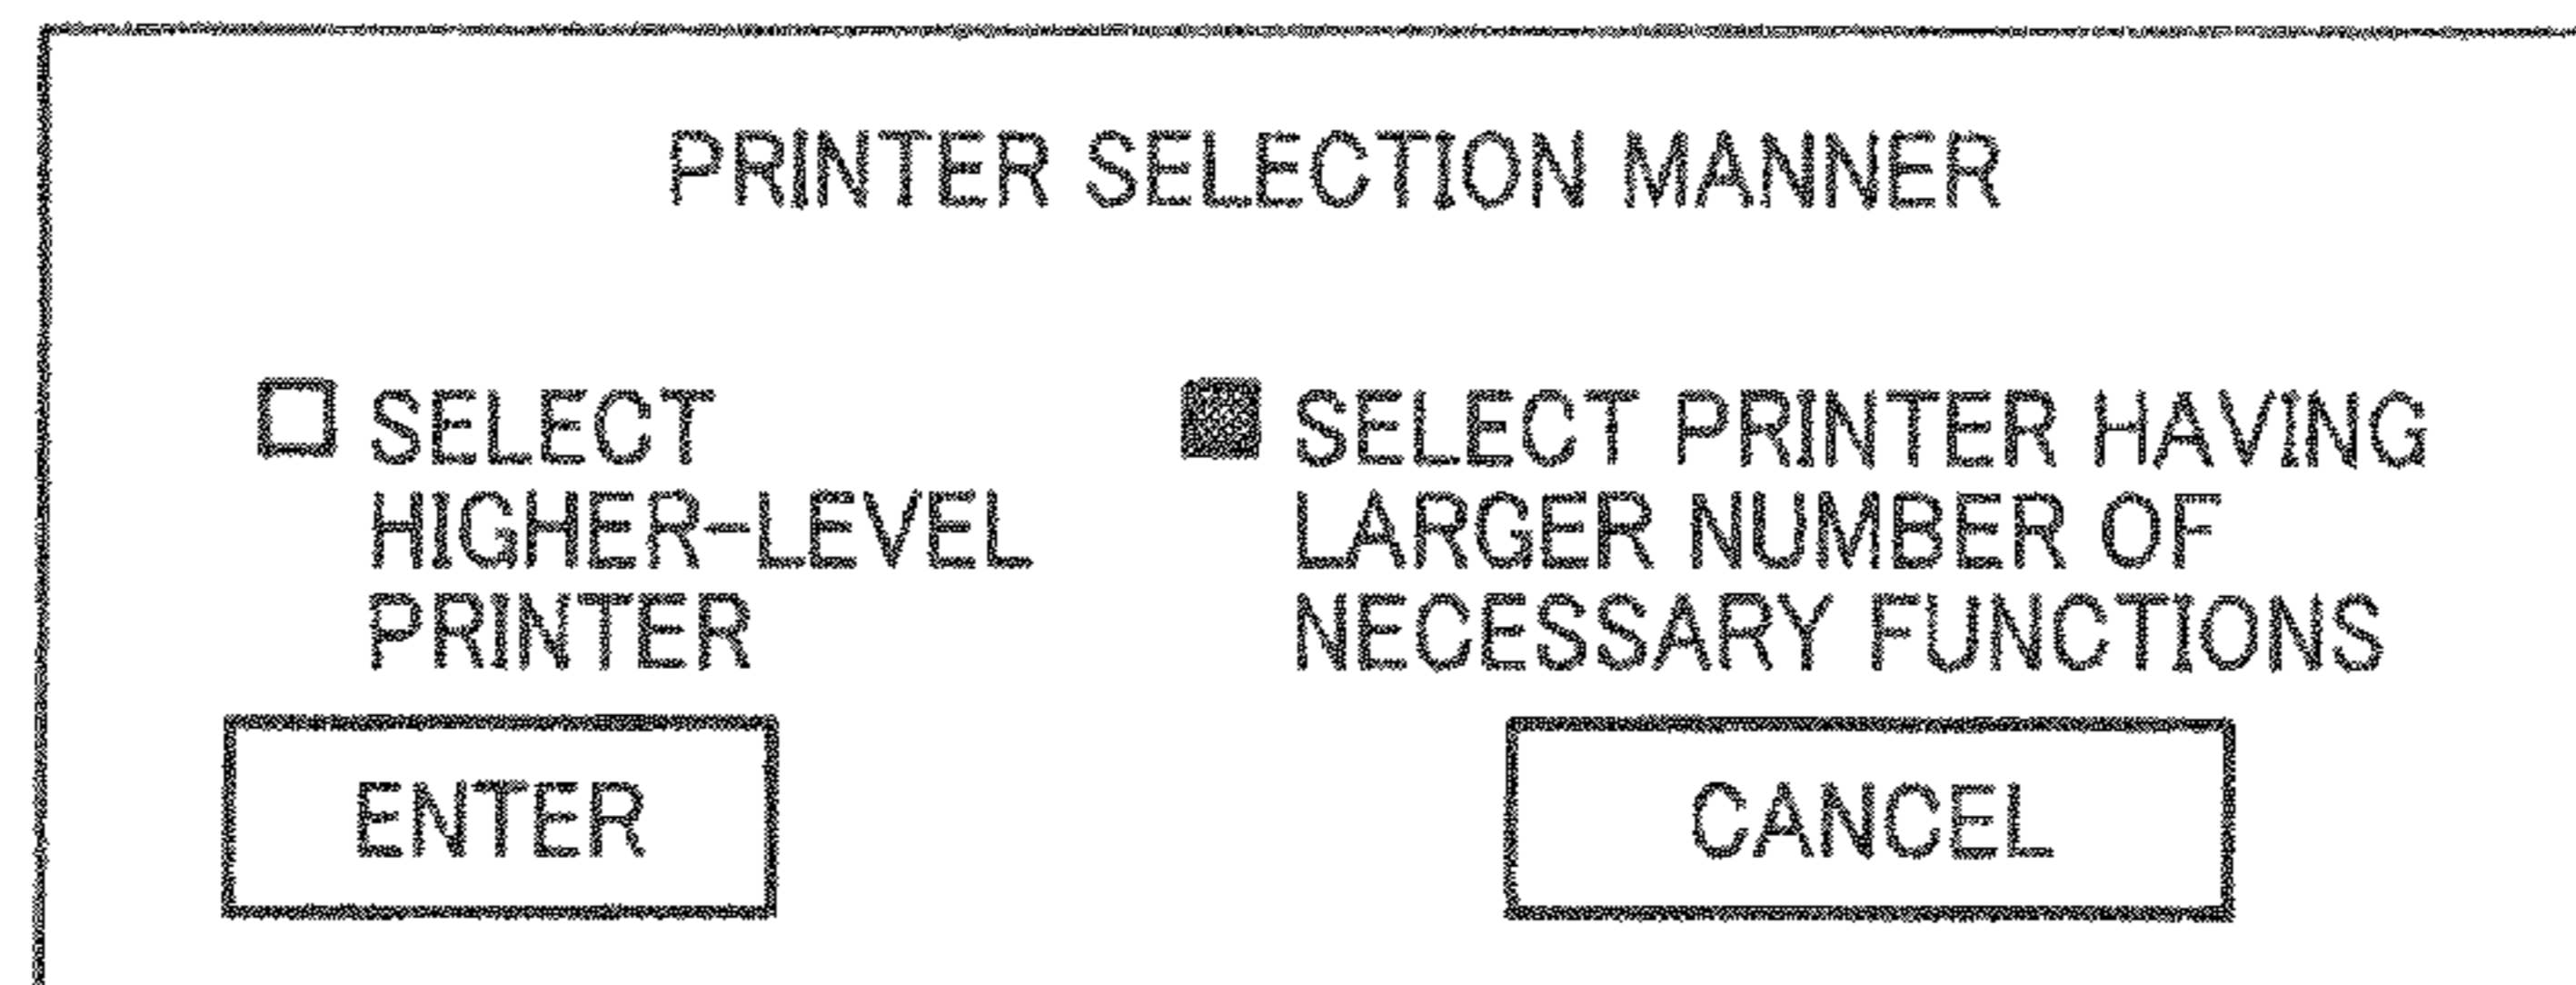 PRINTER SELECTION MANNER
SELECT
HIGHER-LEVEL
PRINTER
SELECT PRINTER HAVING
LARGER NUMBER OF
NECESSARY FUNCTIONS
ENTER
CANCEL